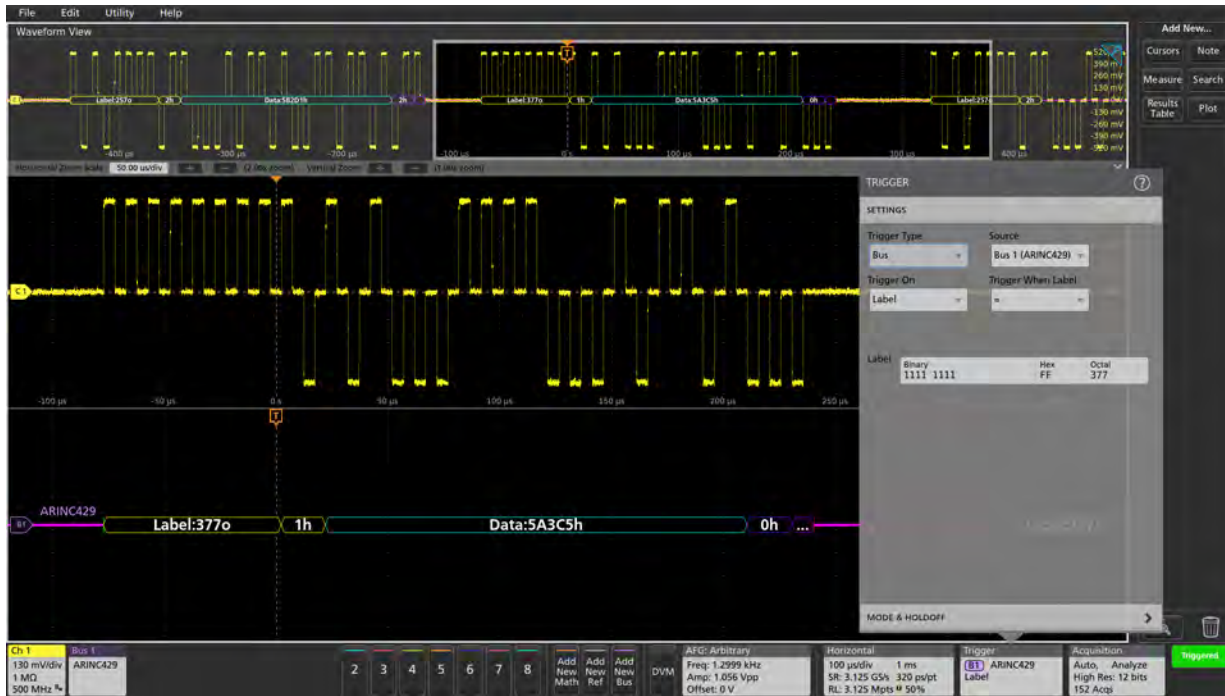 File Edit Utility Help
Waveform View
Add New...
Cursors Note
Measure Search
Results Table Plot
520 mV
390 mV
260 mV
130 mV
-130 mV
-260 mV
-390 mV
-520 mV
Label:257o 2h Data:5B2D1h 2h Label:377o 1h Data:5A3C5h 0h Label:257o 2h
-400 µs -300 µs -200 µs -100 µs 0 s 100 µs 200 µs 300 µs 400 µs
Horizontal Zoom Scale 50.00 us/div (2.00x zoom) Vertical Zoom (1.00x zoom)
T
C1
-100 µs -50 µs 0 s 50 µs 100 µs 150 µs 200 µs 250 µs
T
ARINC429
B1 Label:377o 1h Data:5A3C5h 0h ...
TRIGGER ?
SETTINGS
Trigger Type Source
Bus Bus 1 (ARINC429)
Trigger On Trigger When Label
Label =
Label Binary Hex Octal
1111 1111 FF 377
MODE & HOLDOFF
Ch 1
130 mV/div
1 MΩ
500 MHz
Bus 1
ARINC429
2 3 4 5 6 7 8
Add New Math
Add New Ref
Add New Bus
DVM
AFG: Arbitrary
Freq: 1.2999 kHz
Amp: 1.056 Vpp
Offset: 0 V
Horizontal
100 µs/div 1 ms
SR: 3.125 GS/s 320 ps/pt
RL: 3.125 Mpts 50%
Trigger
B1 ARINC429
Label
Acquisition
Auto, Analyze
High Res: 12 bits
152 Acqs
Triggered